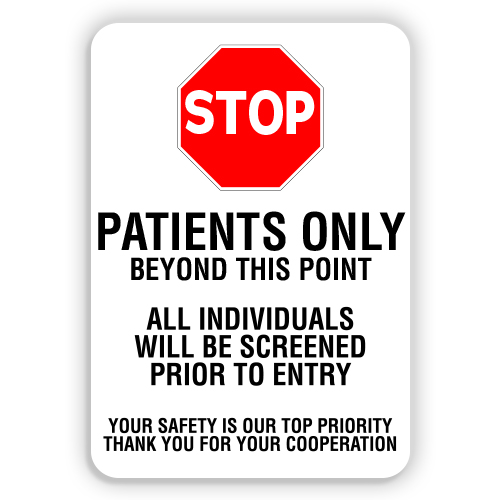 STOP
PATIENTS ONLY
BEYOND THIS POINT
ALL INDIVIDUALS
WILL BE SCREENED
PRIOR TO ENTRY
YOUR SAFETY IS OUR TOP PRIORITY
THANK YOU FOR YOUR COOPERATION